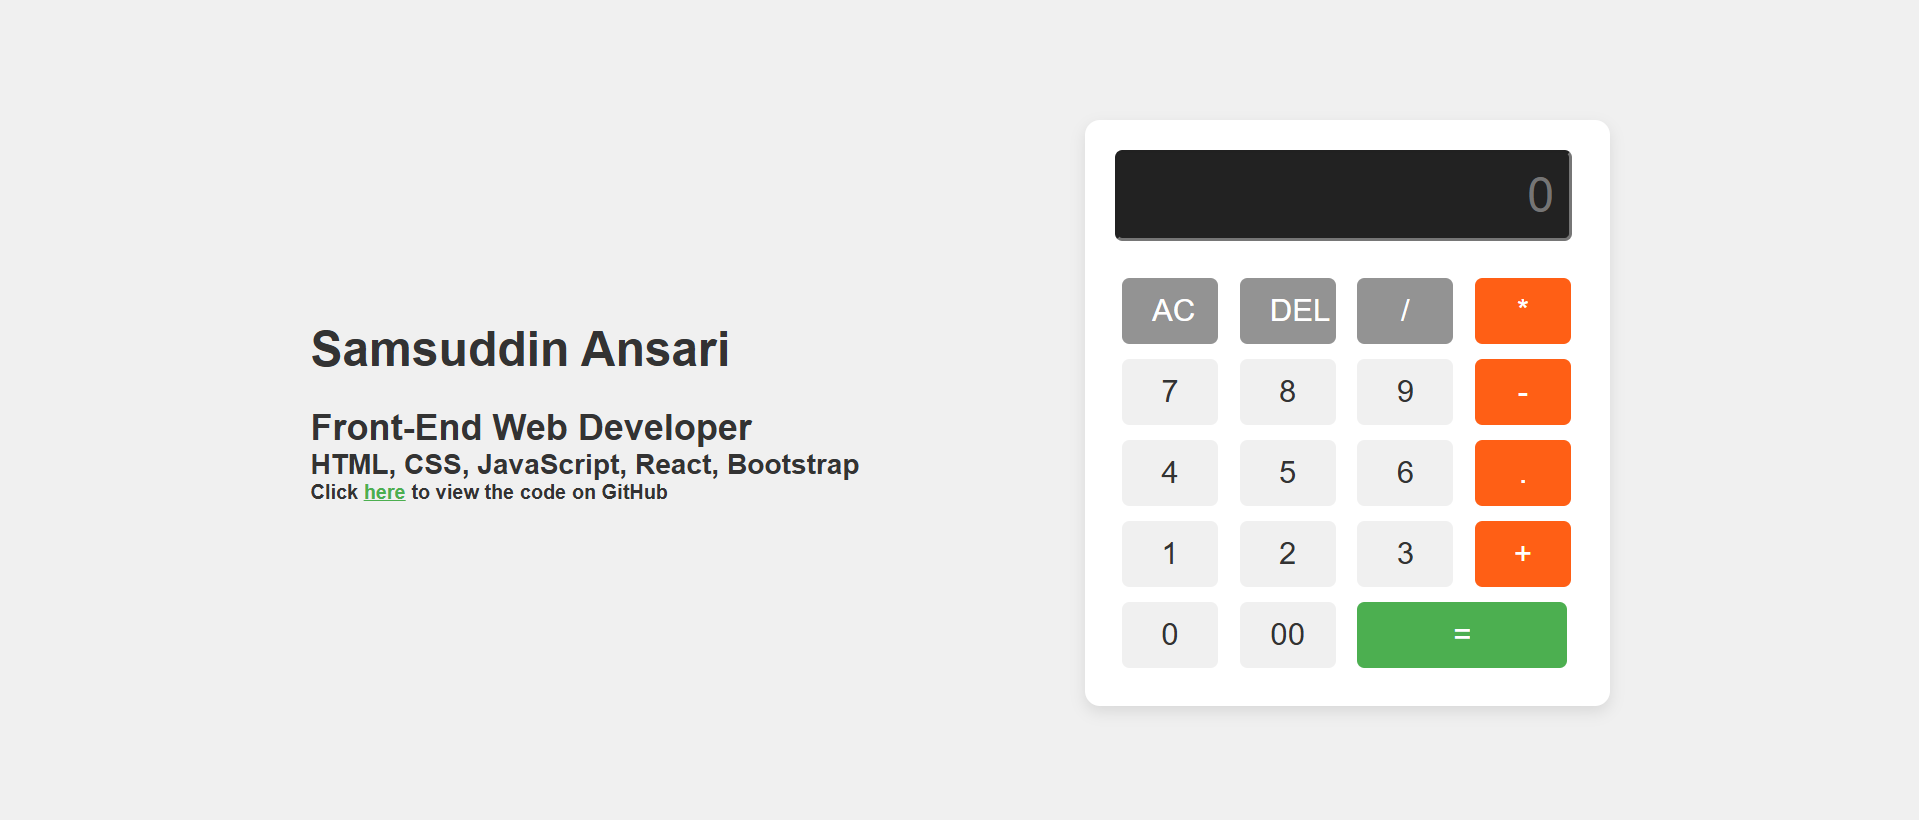 Samsuddin Ansari
Front-End Web Developer
HTML, CSS, JavaScript, React, Bootstrap
Click here to view the code on GitHub
0
AC DEL / *
7 8 9 -
4 5 6 .
1 2 3 +
0 00 =